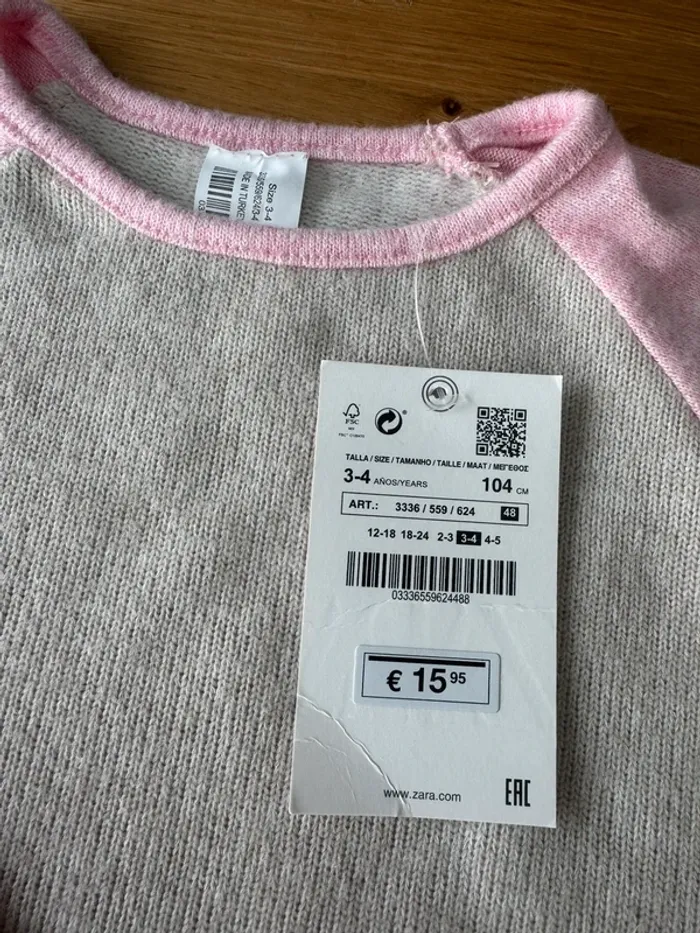 Size 3-4
MADE IN TURKEY
FSC
TALLA / SIZE / TAMANHO / TAILLE / MAAT / ΜΕΓΕΘΟΣ
3-4 AÑOS/YEARS 104 CM
ART.: 3336 / 559 / 624 48
12-18 18-24 2-3 3-4 4-5
03336559624488
€ 15 95
www.zara.com EAC